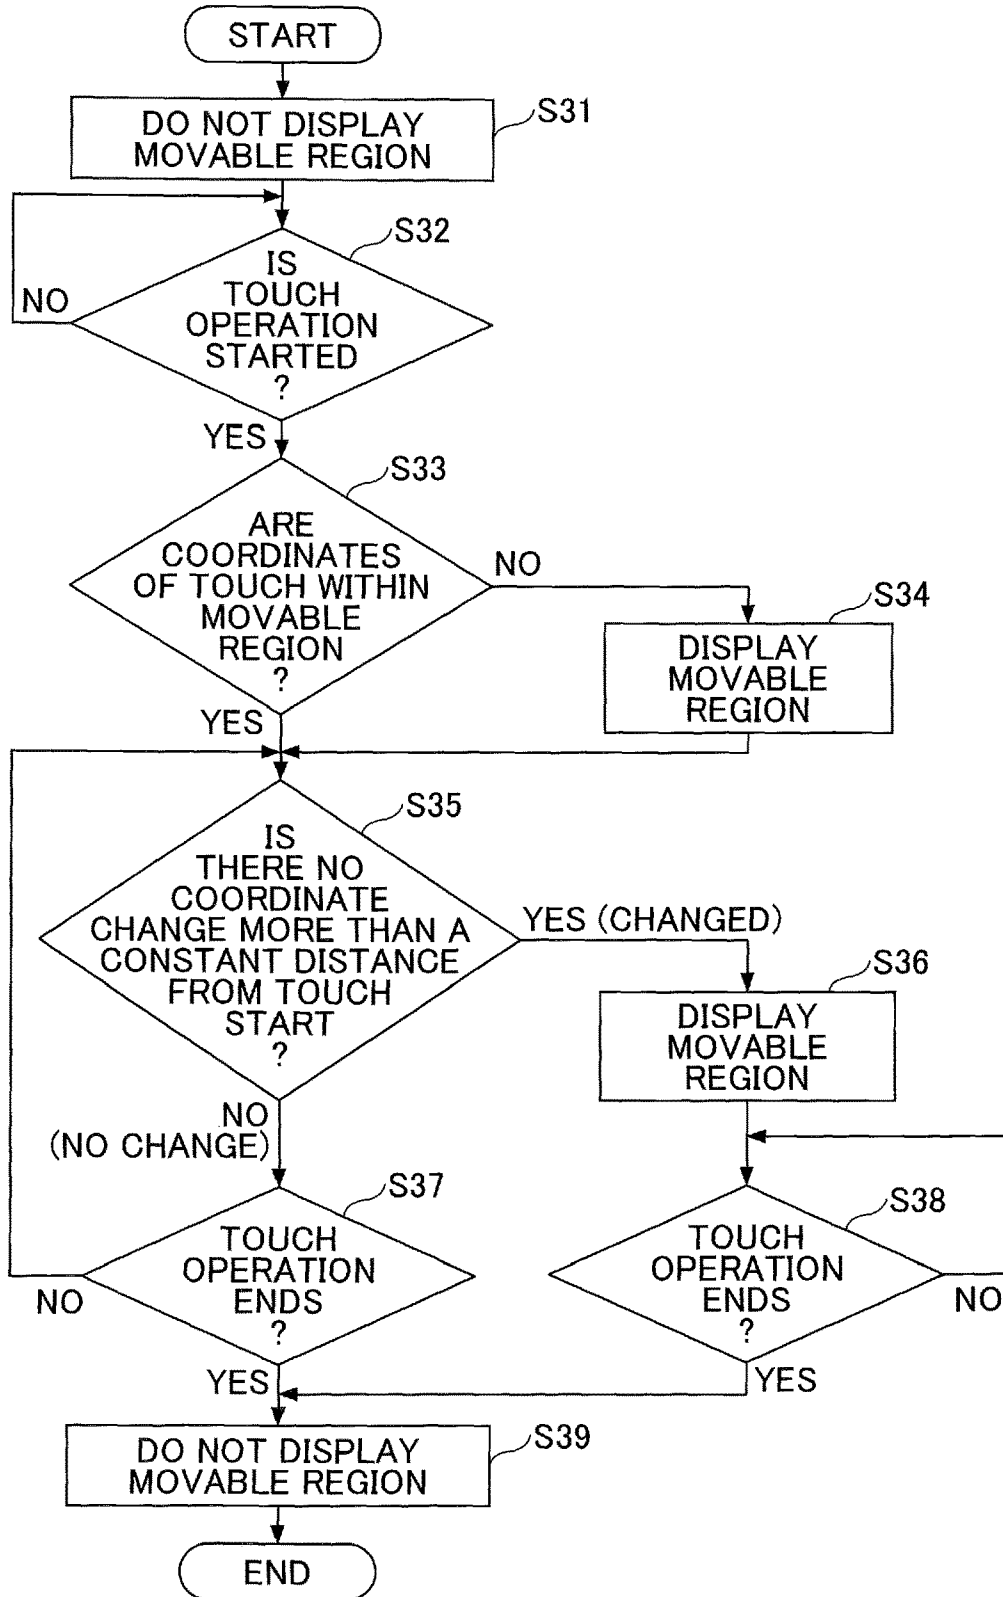 START
DO NOT DISPLAY
MOVABLE REGION
S31
IS
TOUCH
OPERATION
STARTED
?
S32
NO
YES
ARE
COORDINATES
OF TOUCH WITHIN
MOVABLE
REGION
?
S33
NO
YES
DISPLAY
MOVABLE
REGION
S34
IS
THERE NO
COORDINATE
CHANGE MORE THAN A
CONSTANT DISTANCE
FROM TOUCH
START
?
S35
YES (CHANGED)
NO
(NO CHANGE)
DISPLAY
MOVABLE
REGION
S36
TOUCH
OPERATION
ENDS
?
S37
NO
YES
TOUCH
OPERATION
ENDS
?
S38
NO
YES
DO NOT DISPLAY
MOVABLE REGION
S39
END